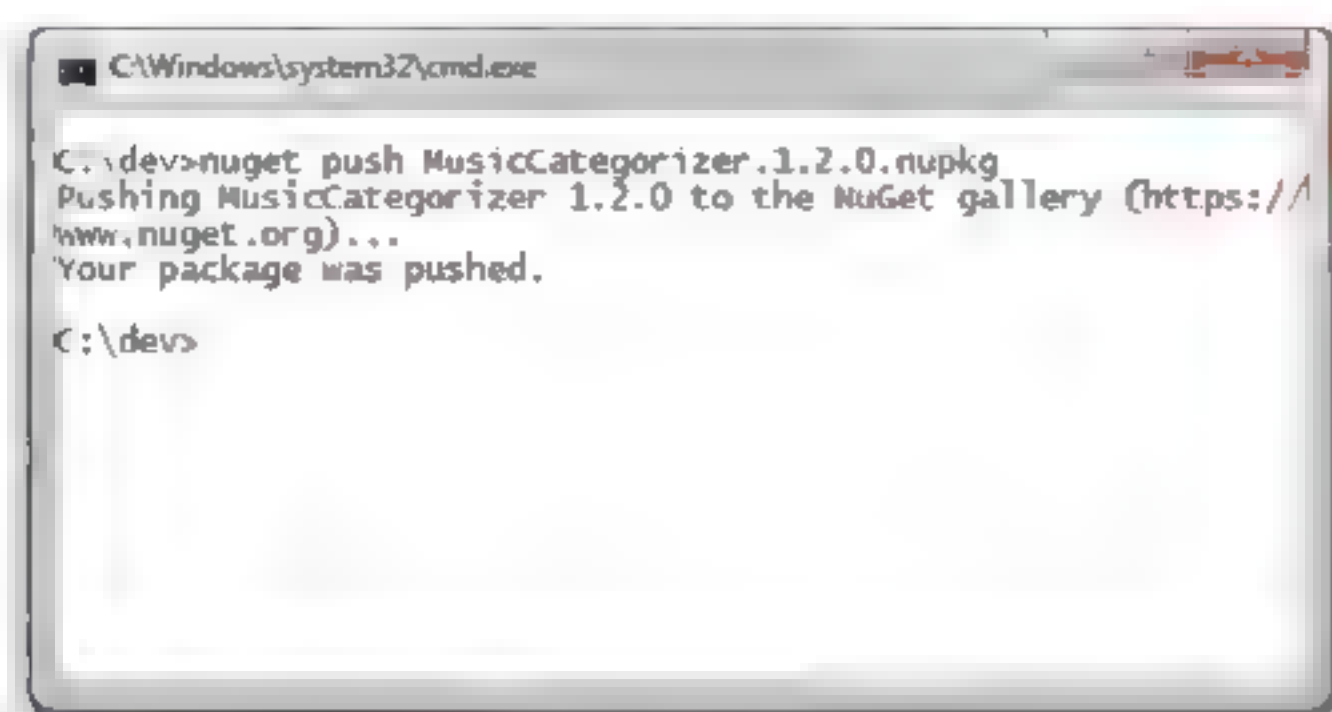 C:\Windows\system32\cmd.exe
C:\dev>nuget push MusicCategorizer.1.2.0.nupkg
Pushing MusicCategorizer 1.2.0 to the NuGet gallery (https://
www.nuget.org)...
Your package was pushed.
C:\dev>